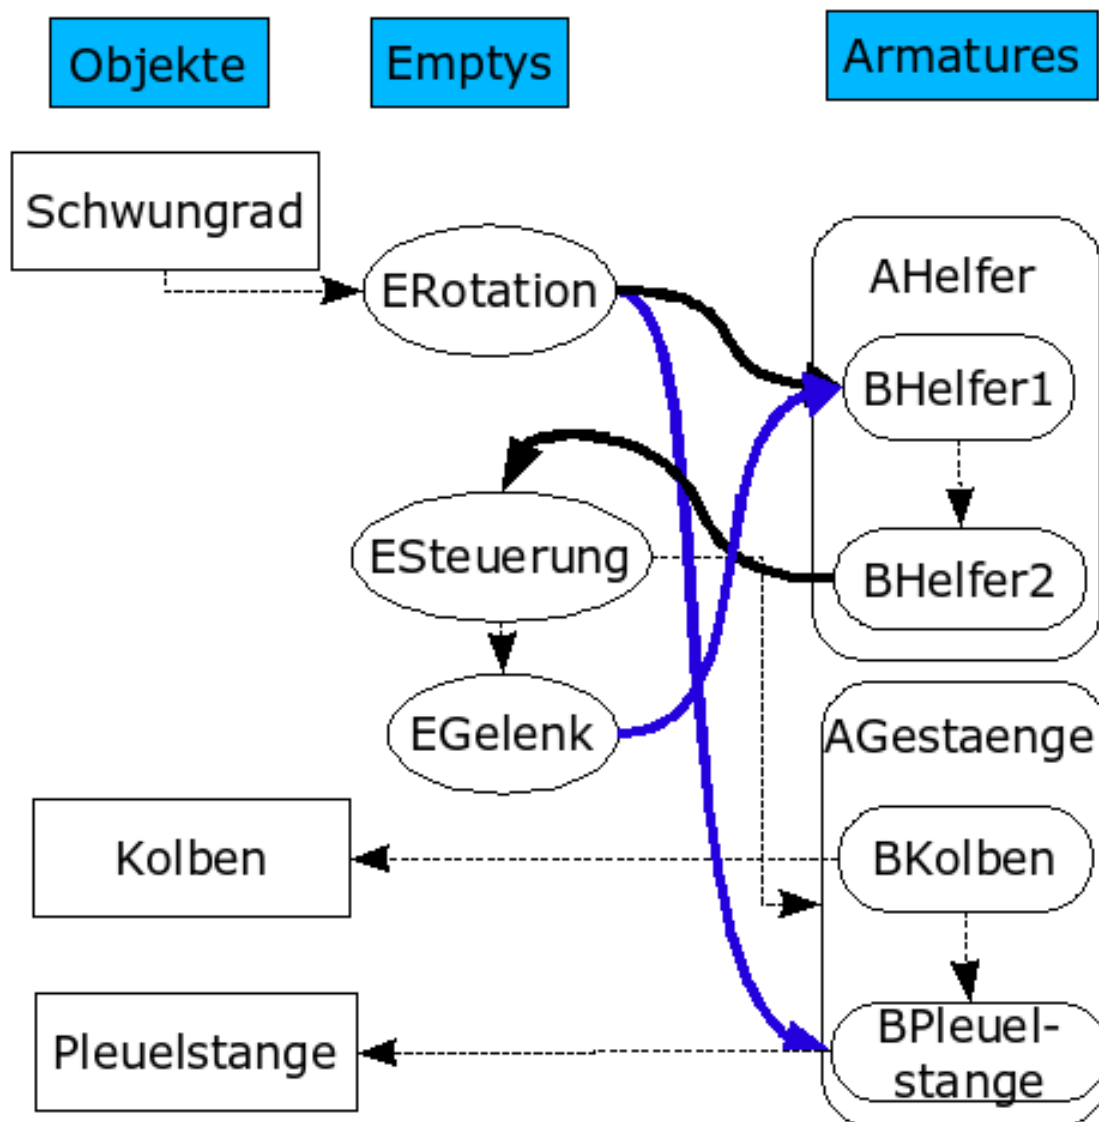 Objekte
Emptys
Armatures
Schwungrad
ERotation
AHelfer
BHelfer1
ESteuerung
BHelfer2
EGelenk
AGestaenge
Kolben
BKolben
Pleuelstange
BPleuel-
stange